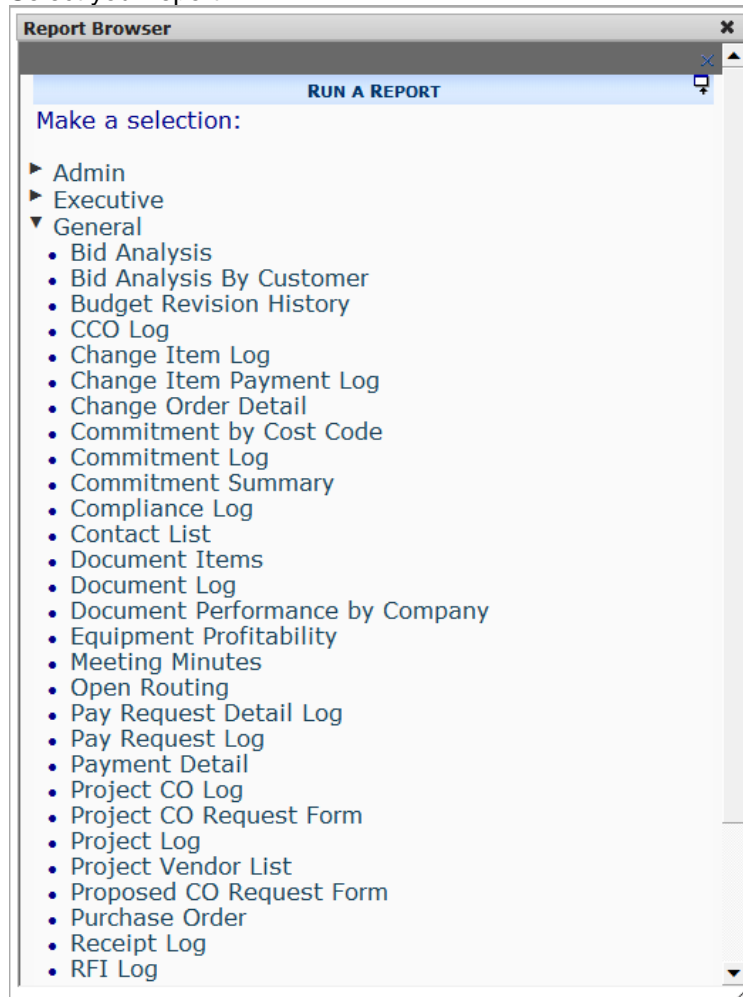 Select your report
Report Browser
RUN A REPORT
Make a selection:
Admin
Executive
General
Bid Analysis
Bid Analysis By Customer
Budget Revision History
CCO Log
Change Item Log
Change Item Payment Log
Change Order Detail
Commitment by Cost Code
Commitment Log
Commitment Summary
Compliance Log
Contact List
Document Items
Document Log
Document Performance by Company
Equipment Profitability
Meeting Minutes
Open Routing
Pay Request Detail Log
Pay Request Log
Payment Detail
Project CO Log
Project CO Request Form
Project Log
Project Vendor List
Proposed CO Request Form
Purchase Order
Receipt Log
RFI Log